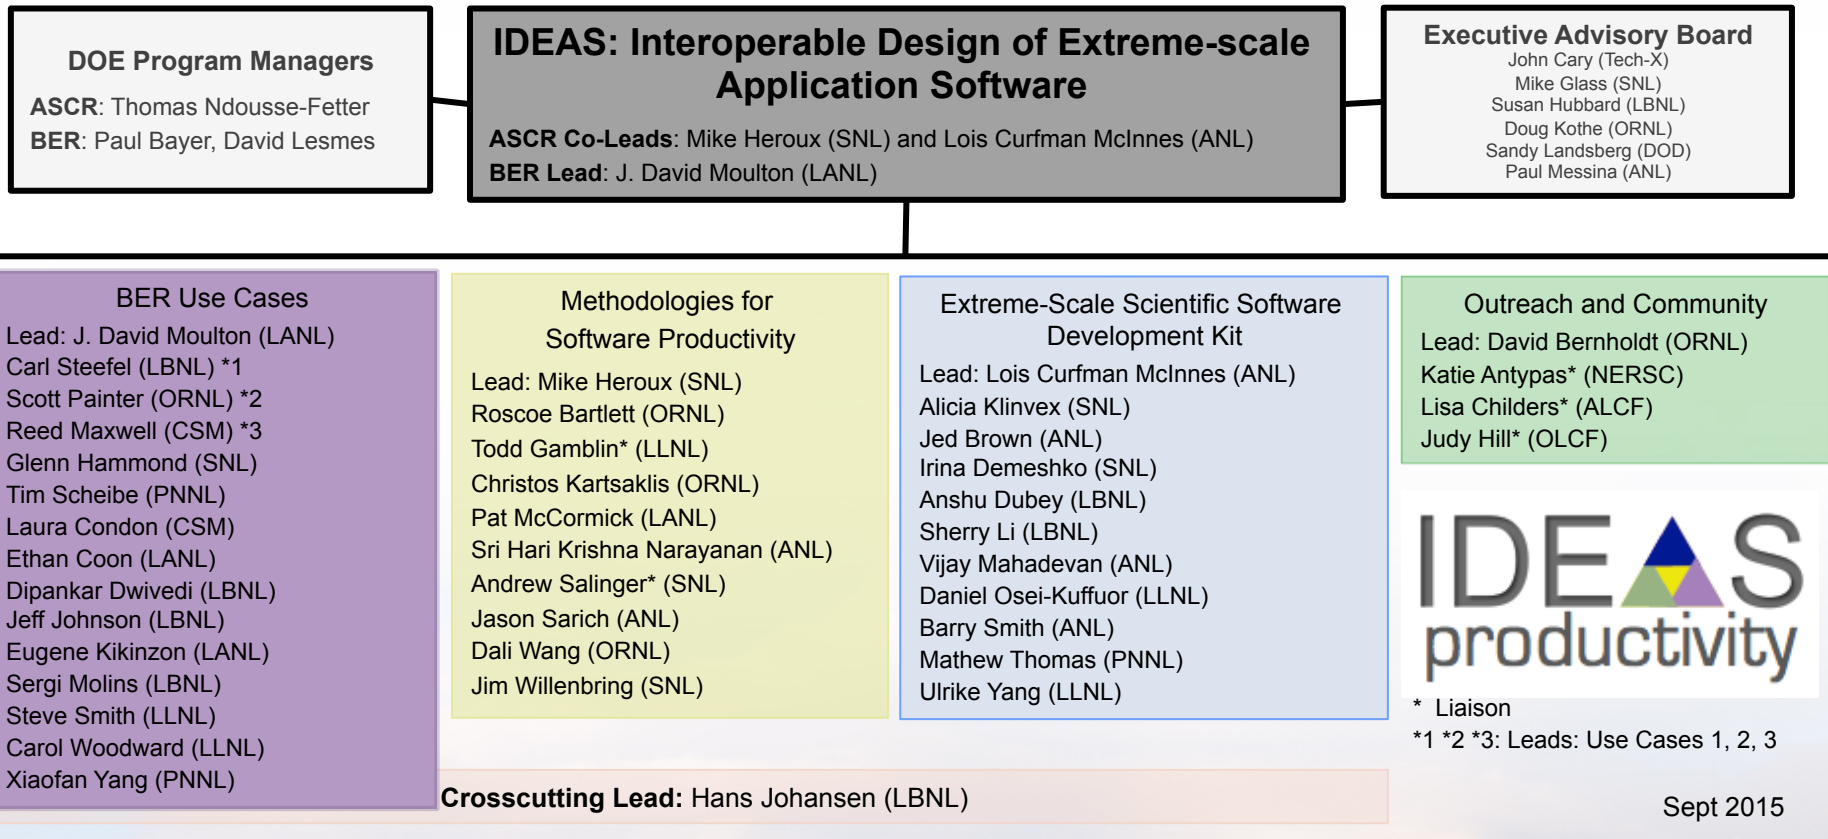 DOE Program Managers
ASCR: Thomas Ndousse-Fetter
BER: Paul Bayer, David Lesmes
IDEAS: Interoperable Design of Extreme-scale
Application Software
ASCR Co-Leads: Mike Heroux (SNL) and Lois Curfman McInnes (ANL)
BER Lead: J. David Moulton (LANL)
Executive Advisory Board
John Cary (Tech-X)
Mike Glass (SNL)
Susan Hubbard (LBNL)
Doug Kothe (ORNL)
Sandy Landsberg (DOD)
Paul Messina (ANL)
BER Use Cases
Lead: J. David Moulton (LANL)
Carl Steefel (LBNL) *1
Scott Painter (ORNL) *2
Reed Maxwell (CSM) *3
Glenn Hammond (SNL)
Tim Scheibe (PNNL)
Laura Condon (CSM)
Ethan Coon (LANL)
Dipankar Dwivedi (LBNL)
Jeff Johnson (LBNL)
Eugene Kikinzon (LANL)
Sergi Molins (LBNL)
Steve Smith (LLNL)
Carol Woodward (LLNL)
Xiaofan Yang (PNNL)
Methodologies for
Software Productivity
Lead: Mike Heroux (SNL)
Roscoe Bartlett (ORNL)
Todd Gamblin* (LLNL)
Christos Kartsaklis (ORNL)
Pat McCormick (LANL)
Sri Hari Krishna Narayanan (ANL)
Andrew Salinger* (SNL)
Jason Sarich (ANL)
Dali Wang (ORNL)
Jim Willenbring (SNL)
Extreme-Scale Scientific Software
Development Kit
Lead: Lois Curfman McInnes (ANL)
Alicia Klinvex (SNL)
Jed Brown (ANL)
Irina Demeshko (SNL)
Anshu Dubey (LBNL)
Sherry Li (LBNL)
Vijay Mahadevan (ANL)
Daniel Osei-Kuffuor (LLNL)
Barry Smith (ANL)
Mathew Thomas (PNNL)
Ulrike Yang (LLNL)
Outreach and Community
Lead: David Bernholdt (ORNL)
Katie Antypas* (NERSC)
Lisa Childers* (ALCF)
Judy Hill* (OLCF)
IDEAS
productivity
* Liaison
*1 *2 *3: Leads: Use Cases 1, 2, 3
Crosscutting Lead: Hans Johansen (LBNL)
Sept 2015